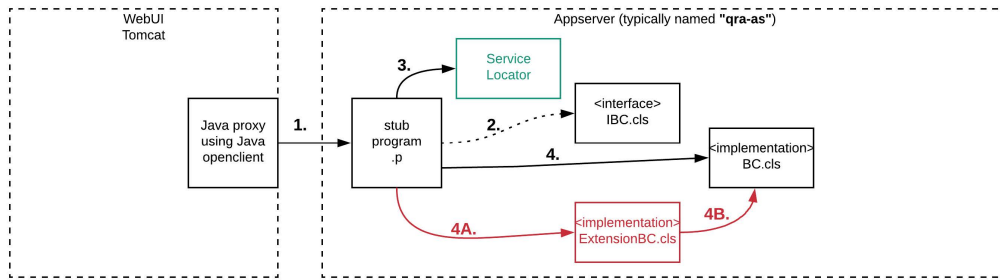 WebUI
Tomcat
Appserver (typically named "qra-as")
3.
Service
Locator
1.
Java proxy
using Java
openclient
stub
program
.p
2.
<interface>
IBC.cls
4.
<implementation>
BC.cls
4A.
<implementation>
ExtensionBC.cls
4B.